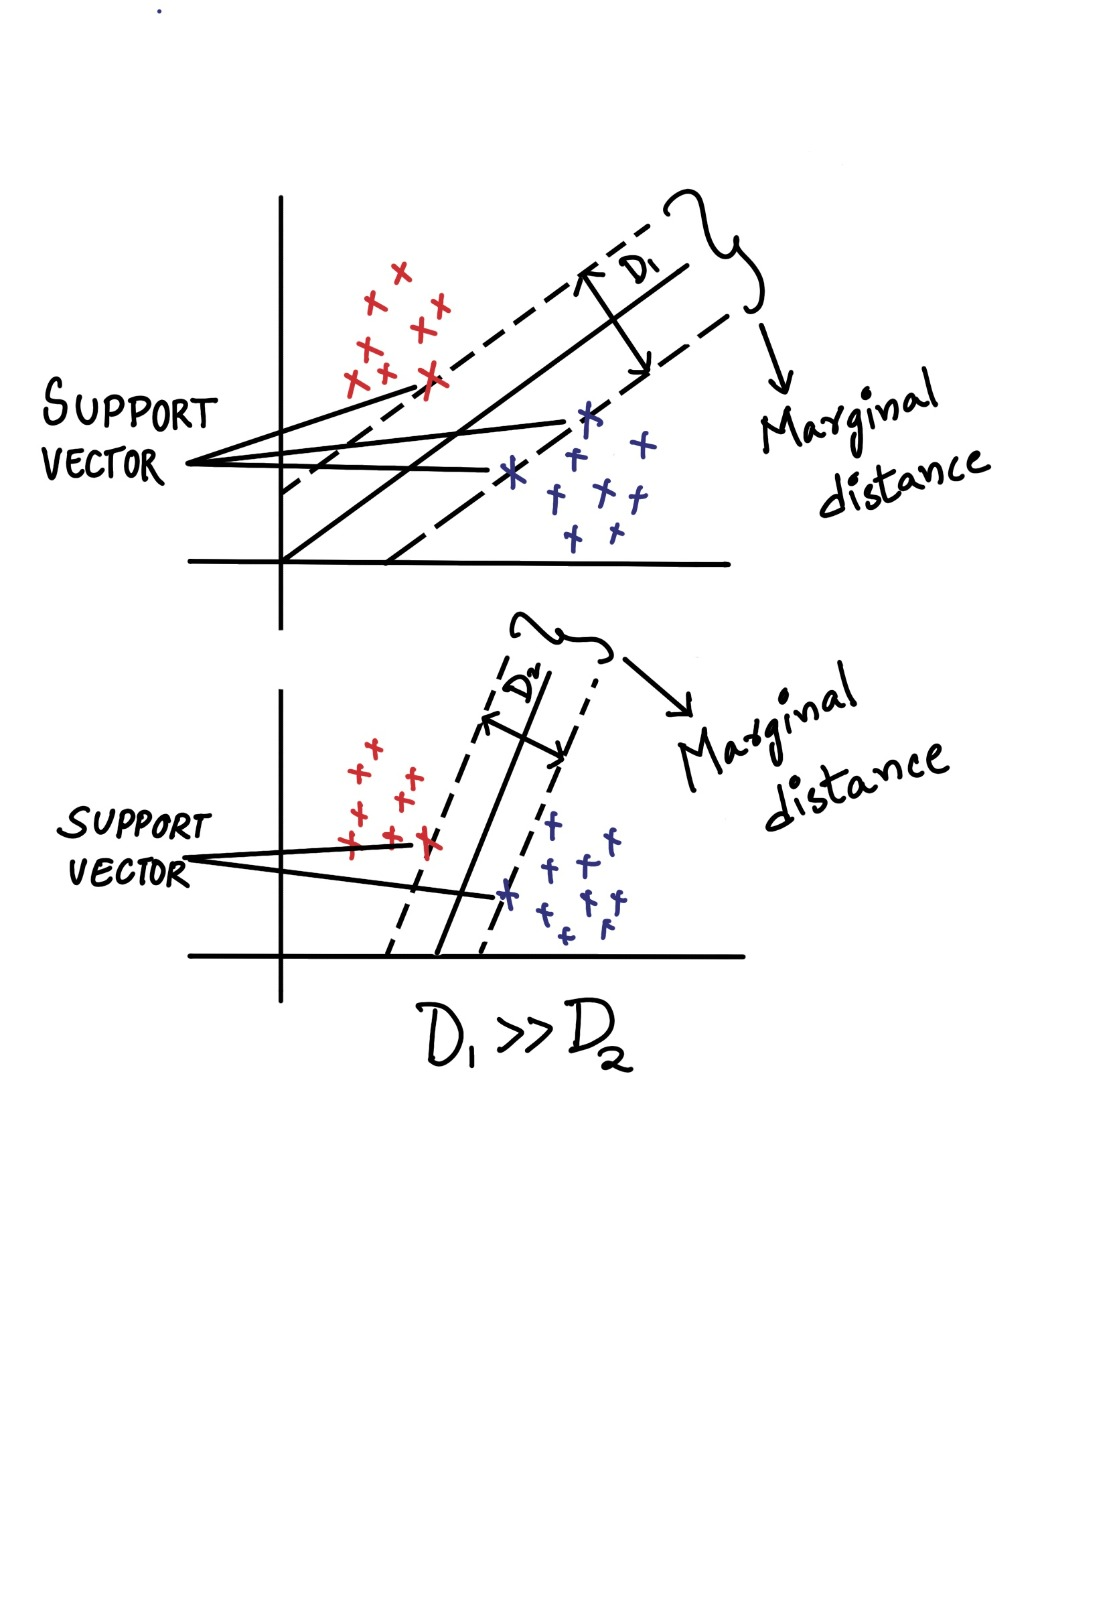 D₁
SUPPORT
VECTOR
Marginal
distance
D₂
SUPPORT
VECTOR
Marginal
distance
D₁ >> D₂